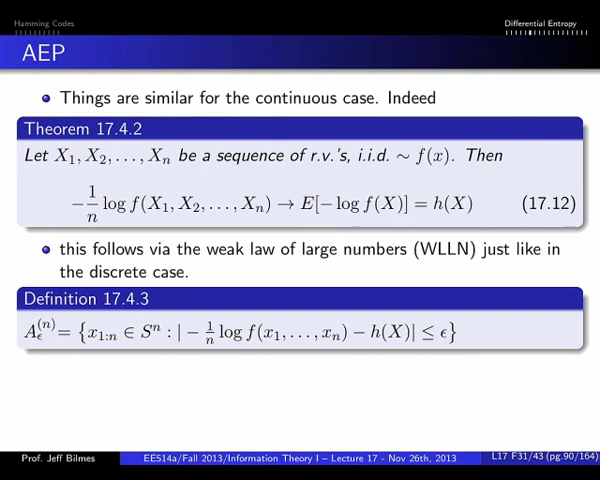 Hamming Codes
Differential Entropy
AEP
Things are similar for the continuous case. Indeed
Theorem 17.4.2
Let X₁, X₂, . . . , Xₙ be a sequence of r.v.'s, i.i.d. ∼ f(x). Then
−1/n log f(X₁, X₂, . . . , Xₙ) → E[− log f(X)] = h(X) (17.12)
this follows via the weak law of large numbers (WLLN) just like in
the discrete case.
Definition 17.4.3
A_ϵ^(n) = {x₁:ₙ ∈ Sⁿ : | − 1/n log f(x₁, . . . , xₙ) − h(X)| ≤ ϵ}
Prof. Jeff Bilmes
EE514a/Fall 2013/Information Theory I – Lecture 17 - Nov 26th, 2013
L17 F31/43 (pg.90/164)